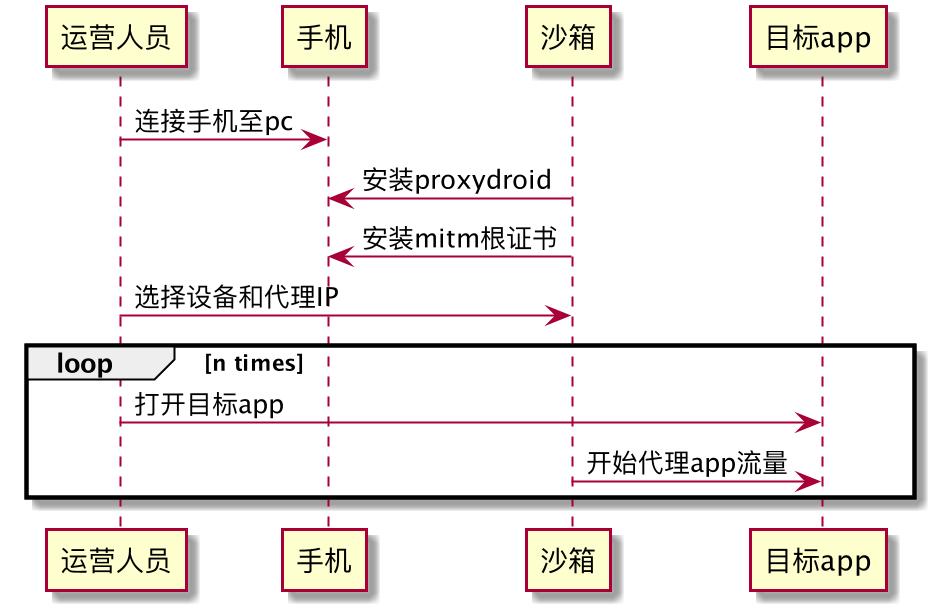 运营人员
手机
沙箱
目标app
连接手机至pc
安装proxydroid
安装mitm根证书
选择设备和代理IP
loop [n times]
打开目标app
开始代理app流量
运营人员
手机
沙箱
目标app